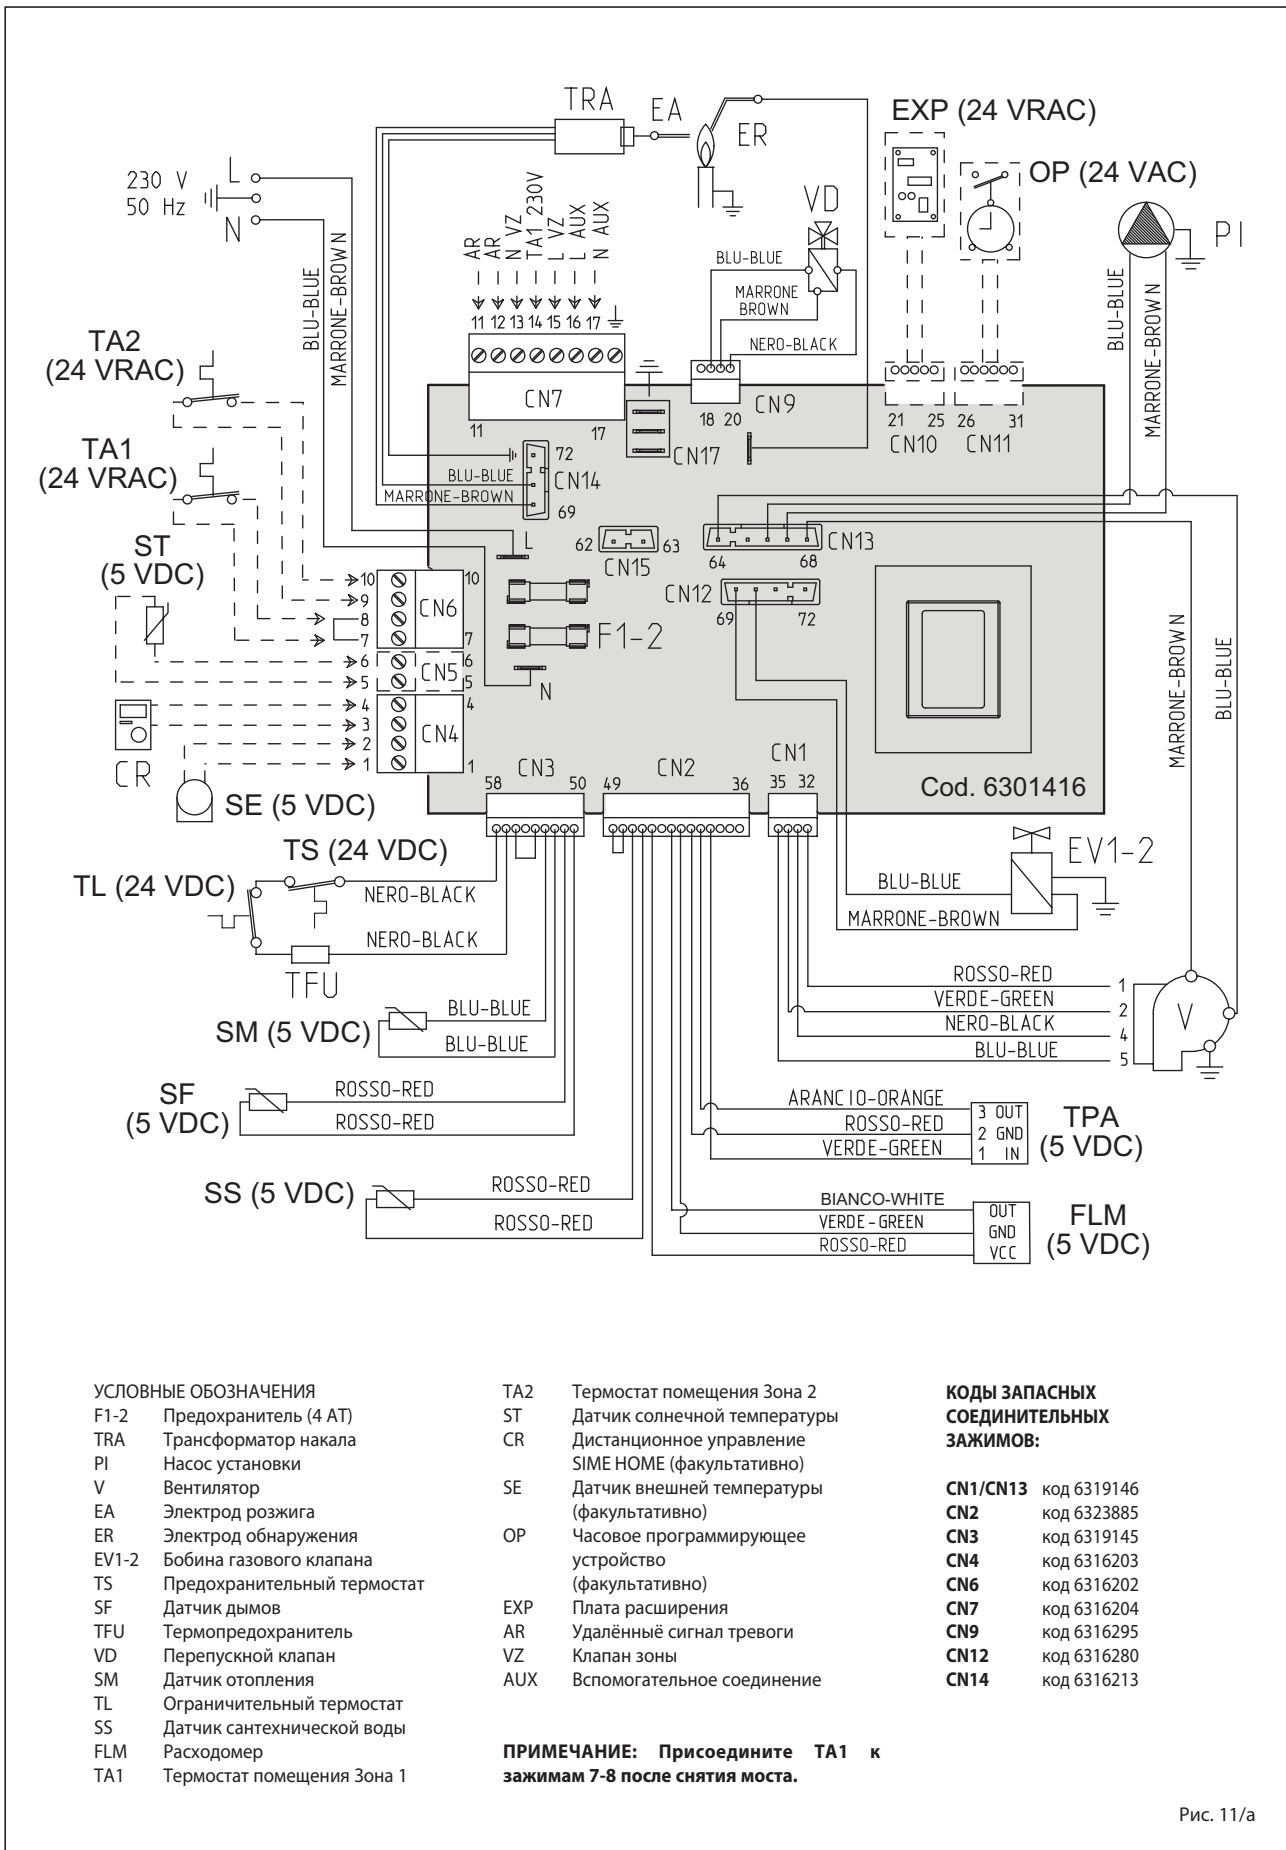 TRA
EA
ER
EXP (24 VRAC)
OP (24 VAC)
230 V
50 Hz
L
N
AR
AR
N VZ
TA1 230V
L VZ
L AUX
N AUX
VD
PI
BLU-BLUE
MARRONE-BROWN
BLU-BLUE
MARRONE
BROWN
NERO-BLACK
BLU-BLUE
MARRONE-BROWN
11 12 13 14 15 16 17
TA2
(24 VRAC)
CN7
11
17
CN17
18 20
CN9
21 25
CN10
26 31
CN11
TA1
(24 VRAC)
72
BLU-BLUE
CN14
MARRONE-BROWN
69
L
62
63
CN15
CN13
64
68
ST
(5 VDC)
10
9
8
7
10
CN6
7
CN12
69
72
F1-2
6
5
6
CN5
5
N
4
3
2
1
4
CN4
1
CR
SE (5 VDC)
MARRONE-BROWN
BLU-BLUE
CN3
58 50
CN2
49 36
CN1
35 32
Cod. 6301416
TS (24 VDC)
TL (24 VDC)
NERO-BLACK
NERO-BLACK
TFU
EV1-2
BLU-BLUE
MARRONE-BROWN
SM (5 VDC)
BLU-BLUE
BLU-BLUE
ROSSO-RED 1
VERDE-GREEN 2
NERO-BLACK 4
BLU-BLUE 5
V
SF
(5 VDC)
ROSSO-RED
ROSSO-RED
ARANCIO-ORANGE 3 OUT
ROSSO-RED 2 GND
VERDE-GREEN 1 IN
TPA
(5 VDC)
SS (5 VDC)
ROSSO-RED
ROSSO-RED
BIANCO-WHITE OUT
VERDE-GREEN GND
ROSSO-RED VCC
FLM
(5 VDC)
УСЛОВНЫЕ ОБОЗНАЧЕНИЯ
F1-2 Предохранитель (4 АТ)
TRA Трансформатор накала
PI Насос установки
V Вентилятор
EA Электрод розжига
ER Электрод обнаружения
EV1-2 Бобина газового клапана
TS Предохранительный термостат
SF Датчик дымов
TFU Термопредохранитель
VD Перепускной клапан
SM Датчик отопления
TL Ограничительный термостат
SS Датчик сантехнической воды
FLM Расходомер
TA1 Термостат помещения Зона 1
TA2 Термостат помещения Зона 2
ST Датчик солнечной температуры
CR Дистанционное управление
SIME HOME (факультативно)
SE Датчик внешней температуры
(факультативно)
OP Часовое программирующее
устройство
(факультативно)
EXP Плата расширения
AR Удалённыё сигнал тревоги
VZ Клапан зоны
AUX Вспомогательное соединение
ПРИМЕЧАНИЕ: Присоедините TA1 к
зажимам 7-8 после снятия моста.
КОДЫ ЗАПАСНЫХ
СОЕДИНИТЕЛЬНЫХ
ЗАЖИМОВ:
CN1/CN13 код 6319146
CN2 код 6323885
CN3 код 6319145
CN4 код 6316203
CN6 код 6316202
CN7 код 6316204
CN9 код 6316295
CN12 код 6316280
CN14 код 6316213
Рис. 11/a